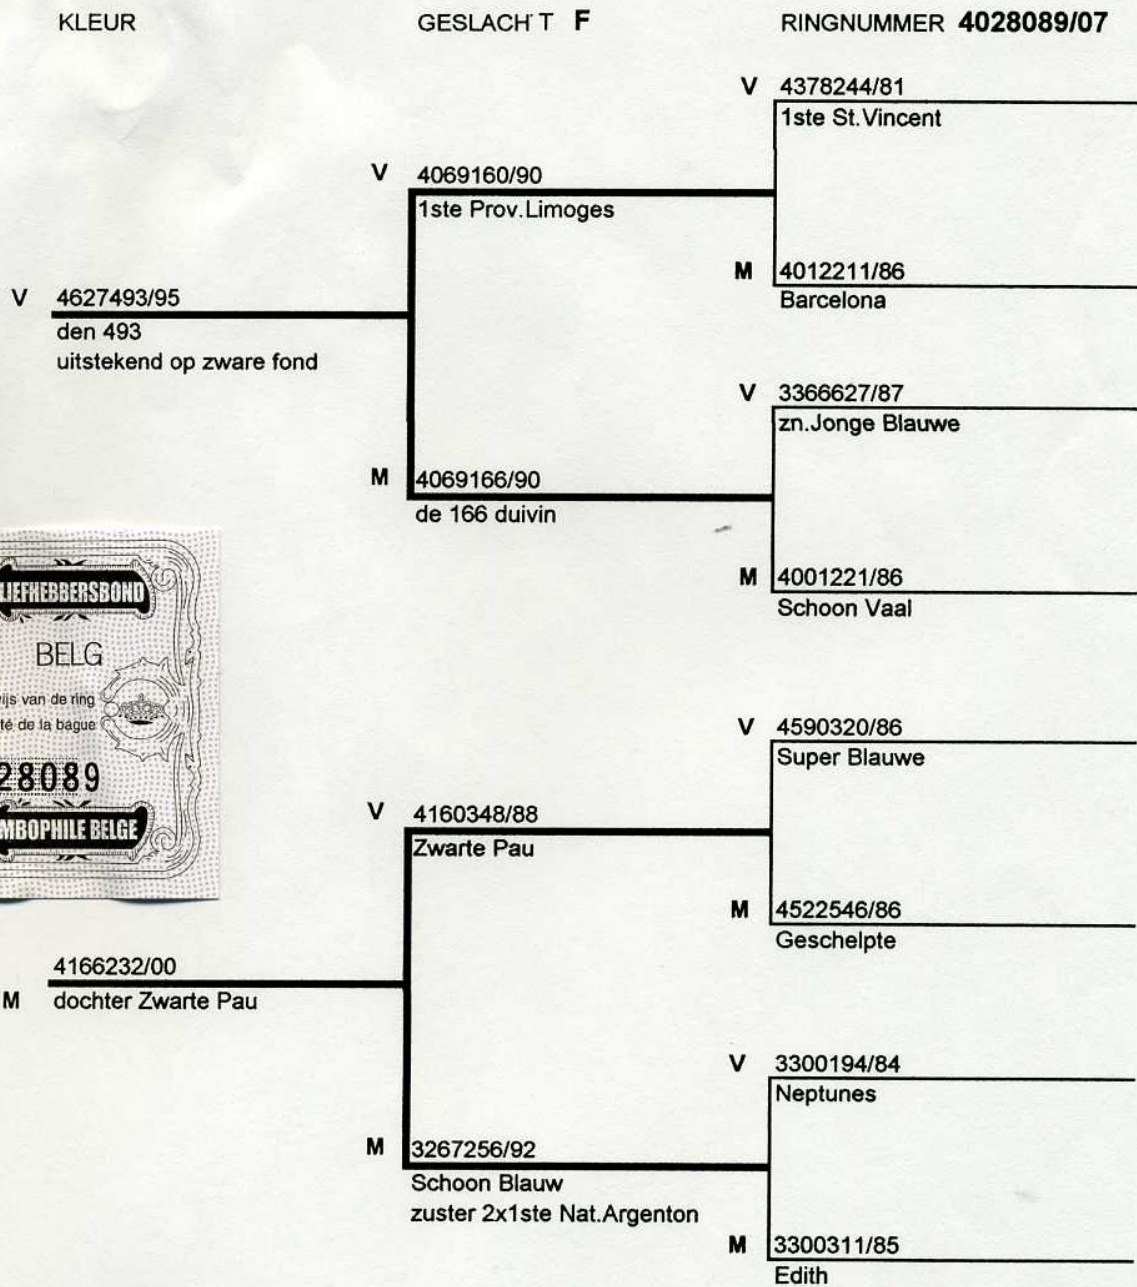 KLEUR GESLACHT F RINGNUMMER 4028089/07
V 4378244/81
1ste St.Vincent
V 4069160/90
1ste Prov.Limoges
M 4012211/86
Barcelona
V 4627493/95
den 493
uitstekend op zware fond
V 3366627/87
zn.Jonge Blauwe
M 4069166/90
de 166 duivin
M 4001221/86
Schoon Vaal
LIEFHEBBERSBOND
BELG
ijs van de ring
té de la bague
28089
MBOPHILE BELGE
V 4590320/86
Super Blauwe
V 4160348/88
Zwarte Pau
M 4522546/86
Geschelpte
4166232/00
M dochter Zwarte Pau
V 3300194/84
Neptunes
M 3267256/92
Schoon Blauw
zuster 2x1ste Nat.Argenton
M 3300311/85
Edith